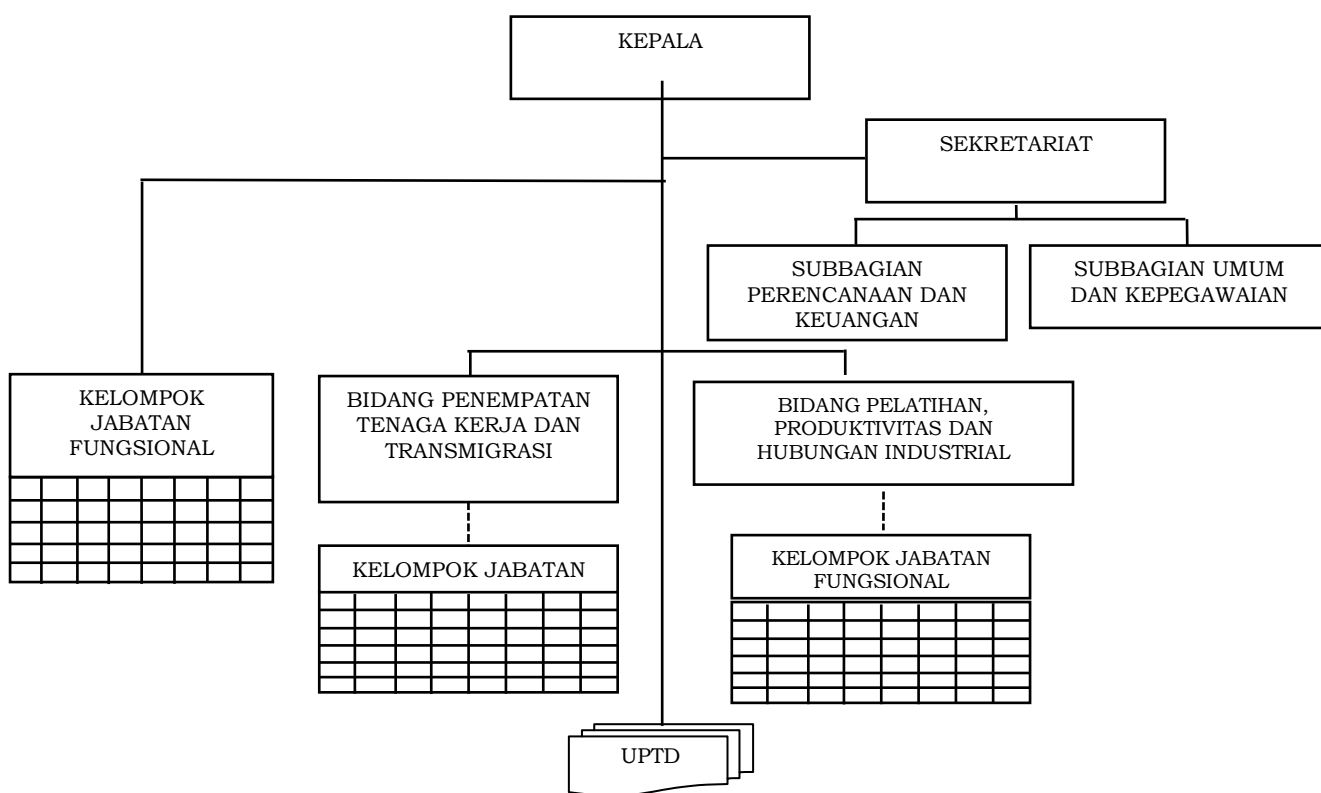 KEPALA
SEKRETARIAT
SUBBAGIAN
PERENCANAAN DAN
KEUANGAN
SUBBAGIAN UMUM
DAN KEPEGAWAIAN
KELOMPOK
JABATAN
FUNGSIONAL
BIDANG PENEMPATAN
TENAGA KERJA DAN
TRANSMIGRASI
BIDANG PELATIHAN,
PRODUKTIVITAS DAN
HUBUNGAN INDUSTRIAL
KELOMPOK JABATAN
KELOMPOK JABATAN
FUNGSIONAL
UPTD